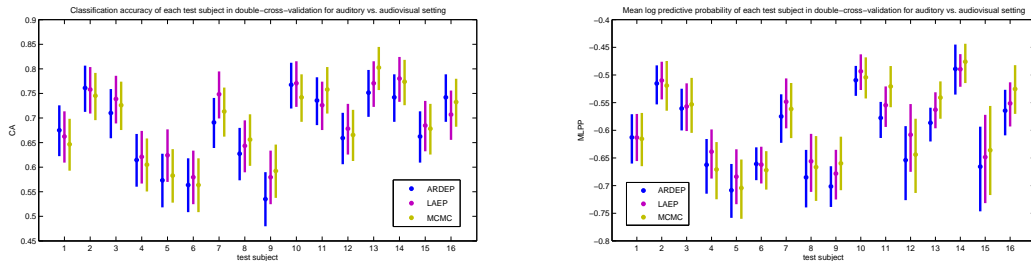 Classification accuracy of each test subject in double−cross−validation for auditory vs. audiovisual setting
0.9
0.85
0.8
0.75
0.7
0.65
0.6
0.55
0.5
0.45
CA
ARDEP
LAEP
MCMC
1 2 3 4 5 6 7 8 9 10 11 12 13 14 15 16
test subject
Mean log predictive probability of each test subject in double−cross−validation for auditory vs. audiovisual setting
−0.4
−0.45
−0.5
−0.55
−0.6
−0.65
−0.7
−0.75
−0.8
MLPP
ARDEP
LAEP
MCMC
1 2 3 4 5 6 7 8 9 10 11 12 13 14 15 16
test subject